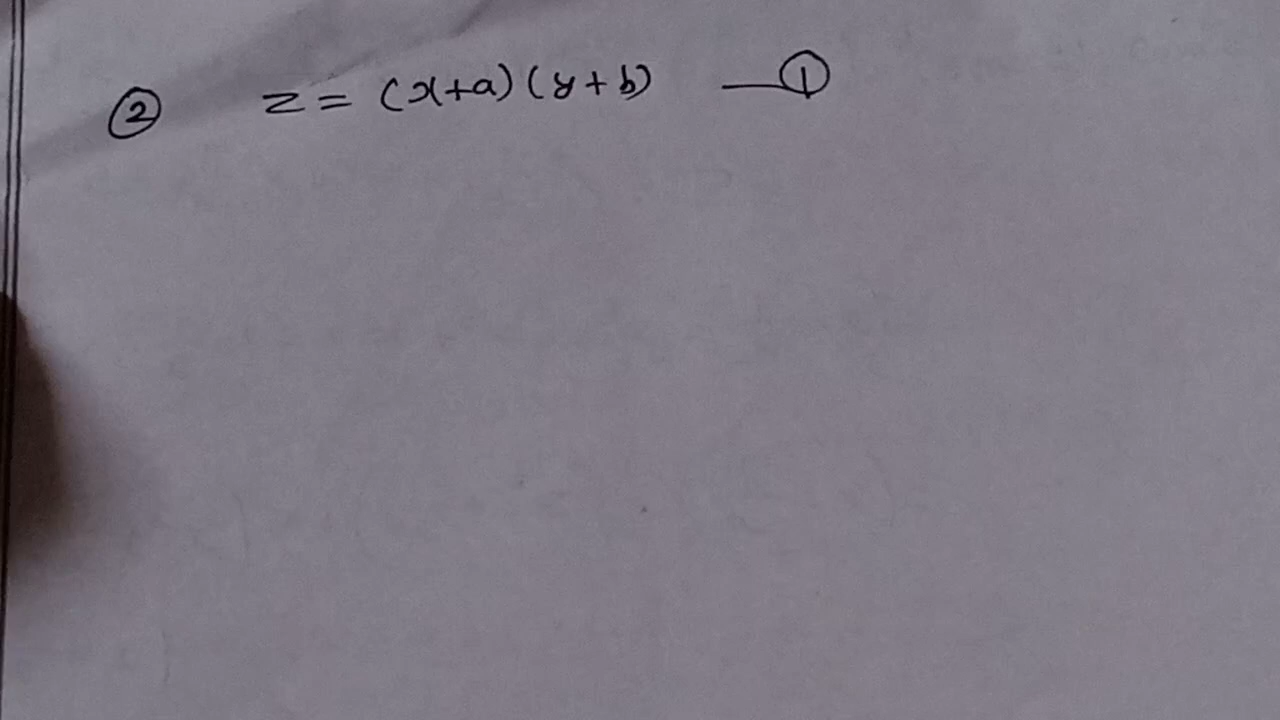 ② z = (x+a)(y+b) —①